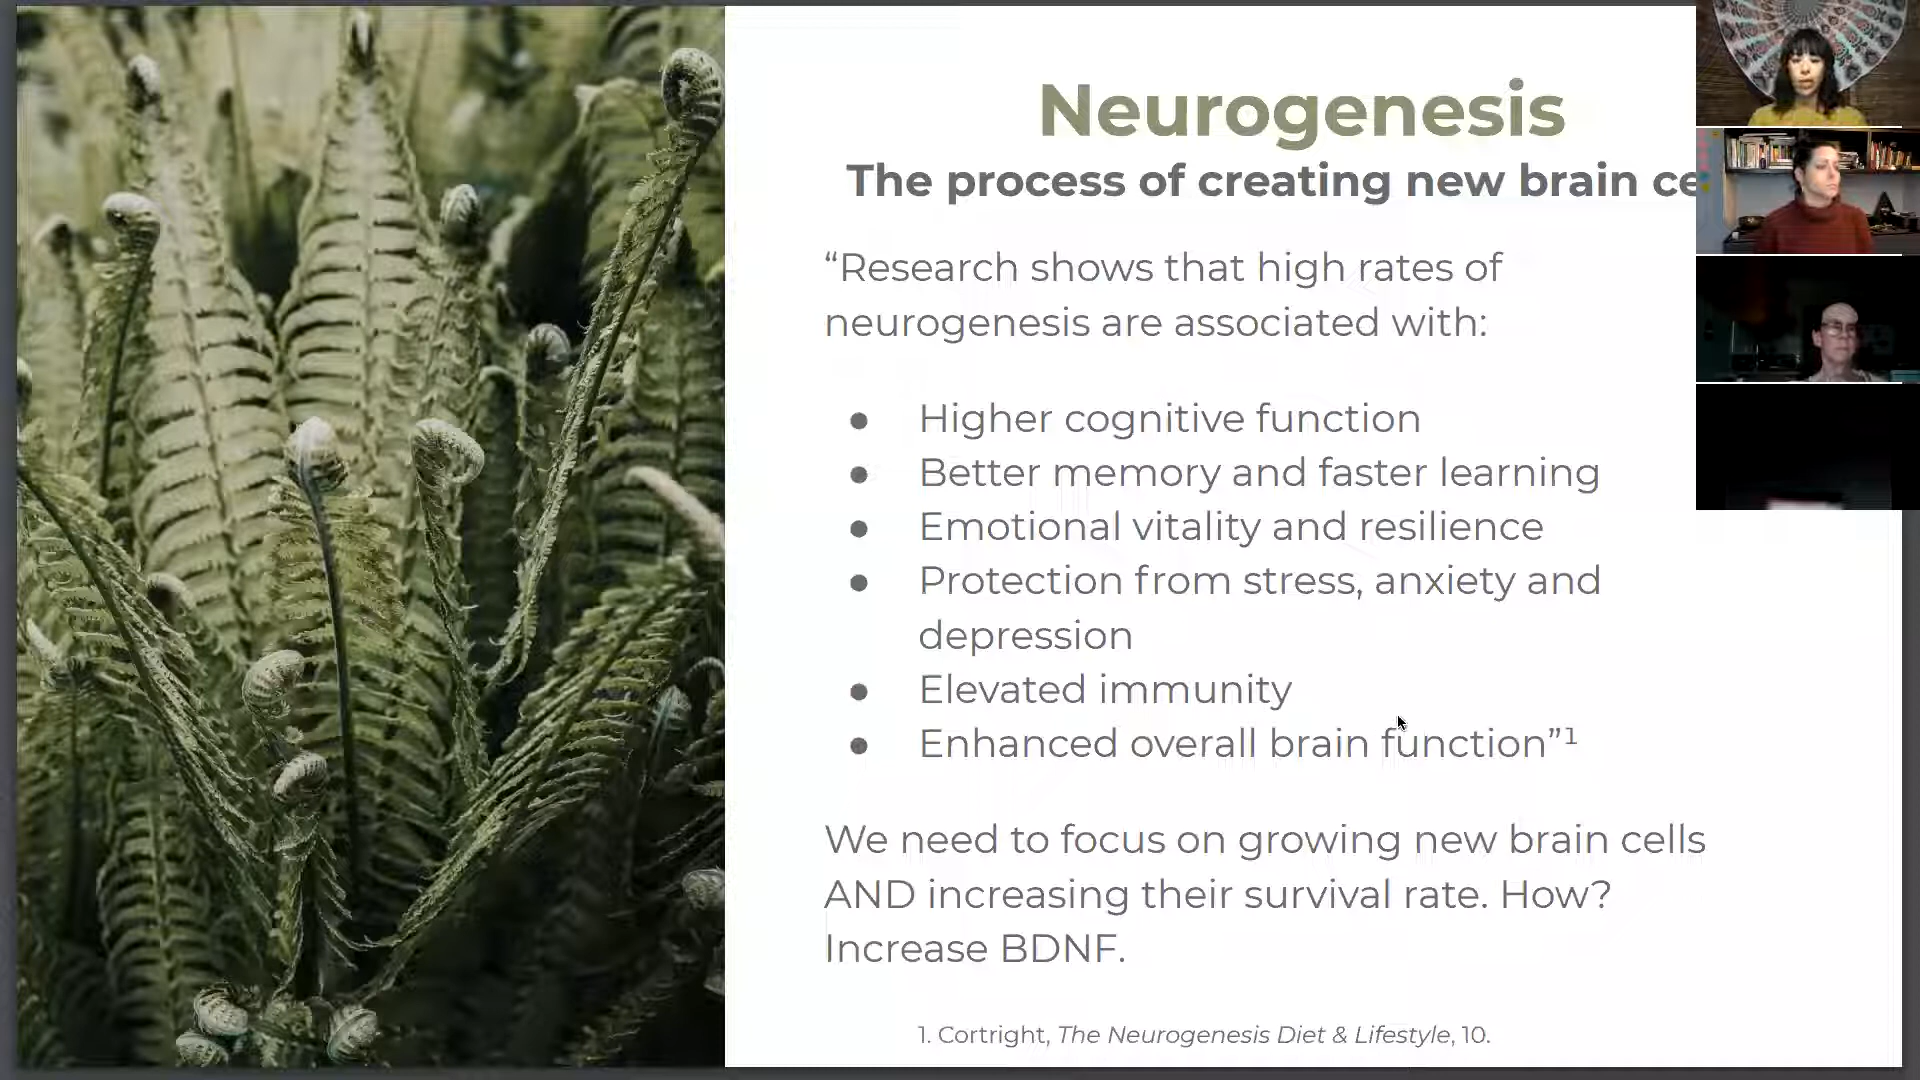 Neurogenesis
The process of creating new brain ce
“Research shows that high rates of
neurogenesis are associated with:
● Higher cognitive function
● Better memory and faster learning
● Emotional vitality and resilience
● Protection from stress, anxiety and
depression
● Elevated immunity
● Enhanced overall brain function”¹
We need to focus on growing new brain cells
AND increasing their survival rate. How?
Increase BDNF.
1. Cortright, The Neurogenesis Diet & Lifestyle, 10.